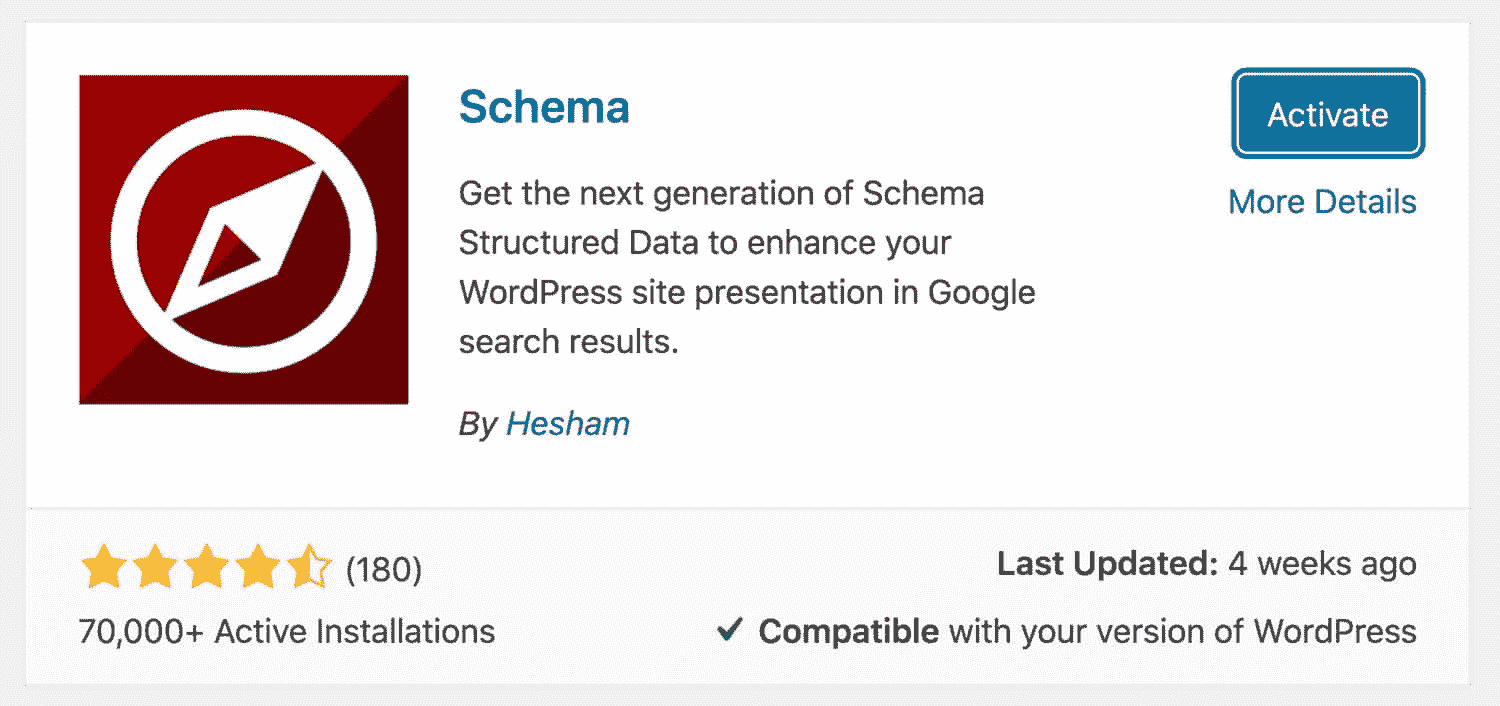 Schema
Activate
Get the next generation of Schema
Structured Data to enhance your
WordPress site presentation in Google
search results.
More Details
By Hesham
(180)
Last Updated: 4 weeks ago
70,000+ Active Installations
Compatible with your version of WordPress